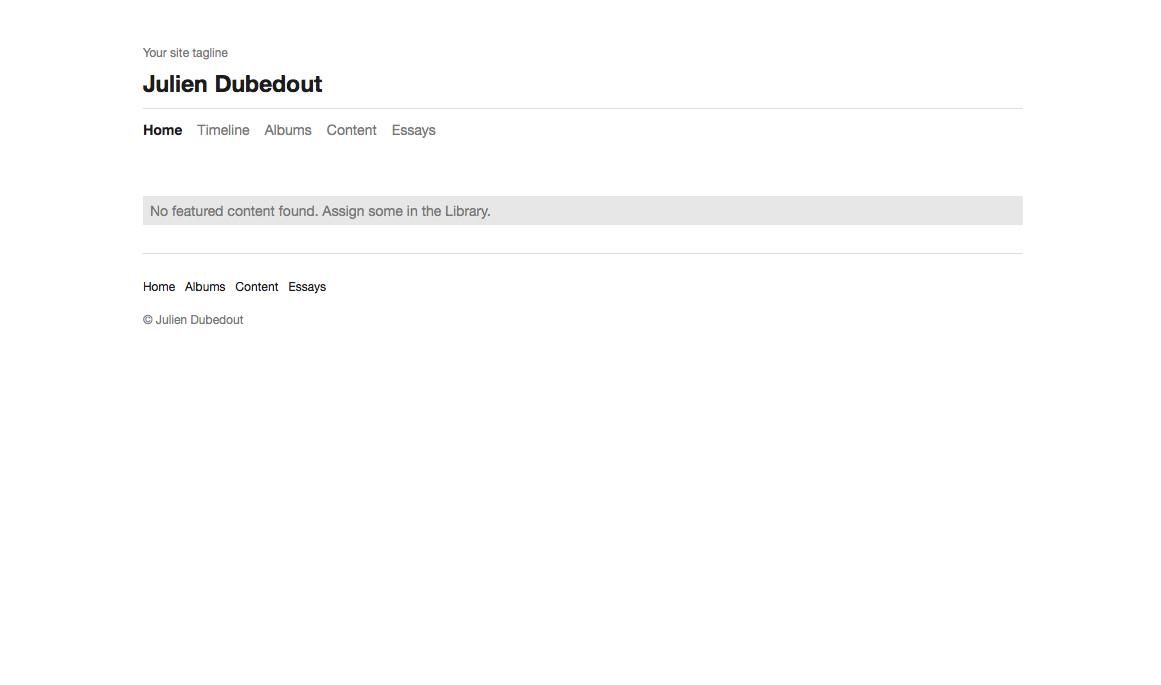 Your site tagline
Julien Dubedout
Home Timeline Albums Content Essays
No featured content found. Assign some in the Library.
Home Albums Content Essays
© Julien Dubedout